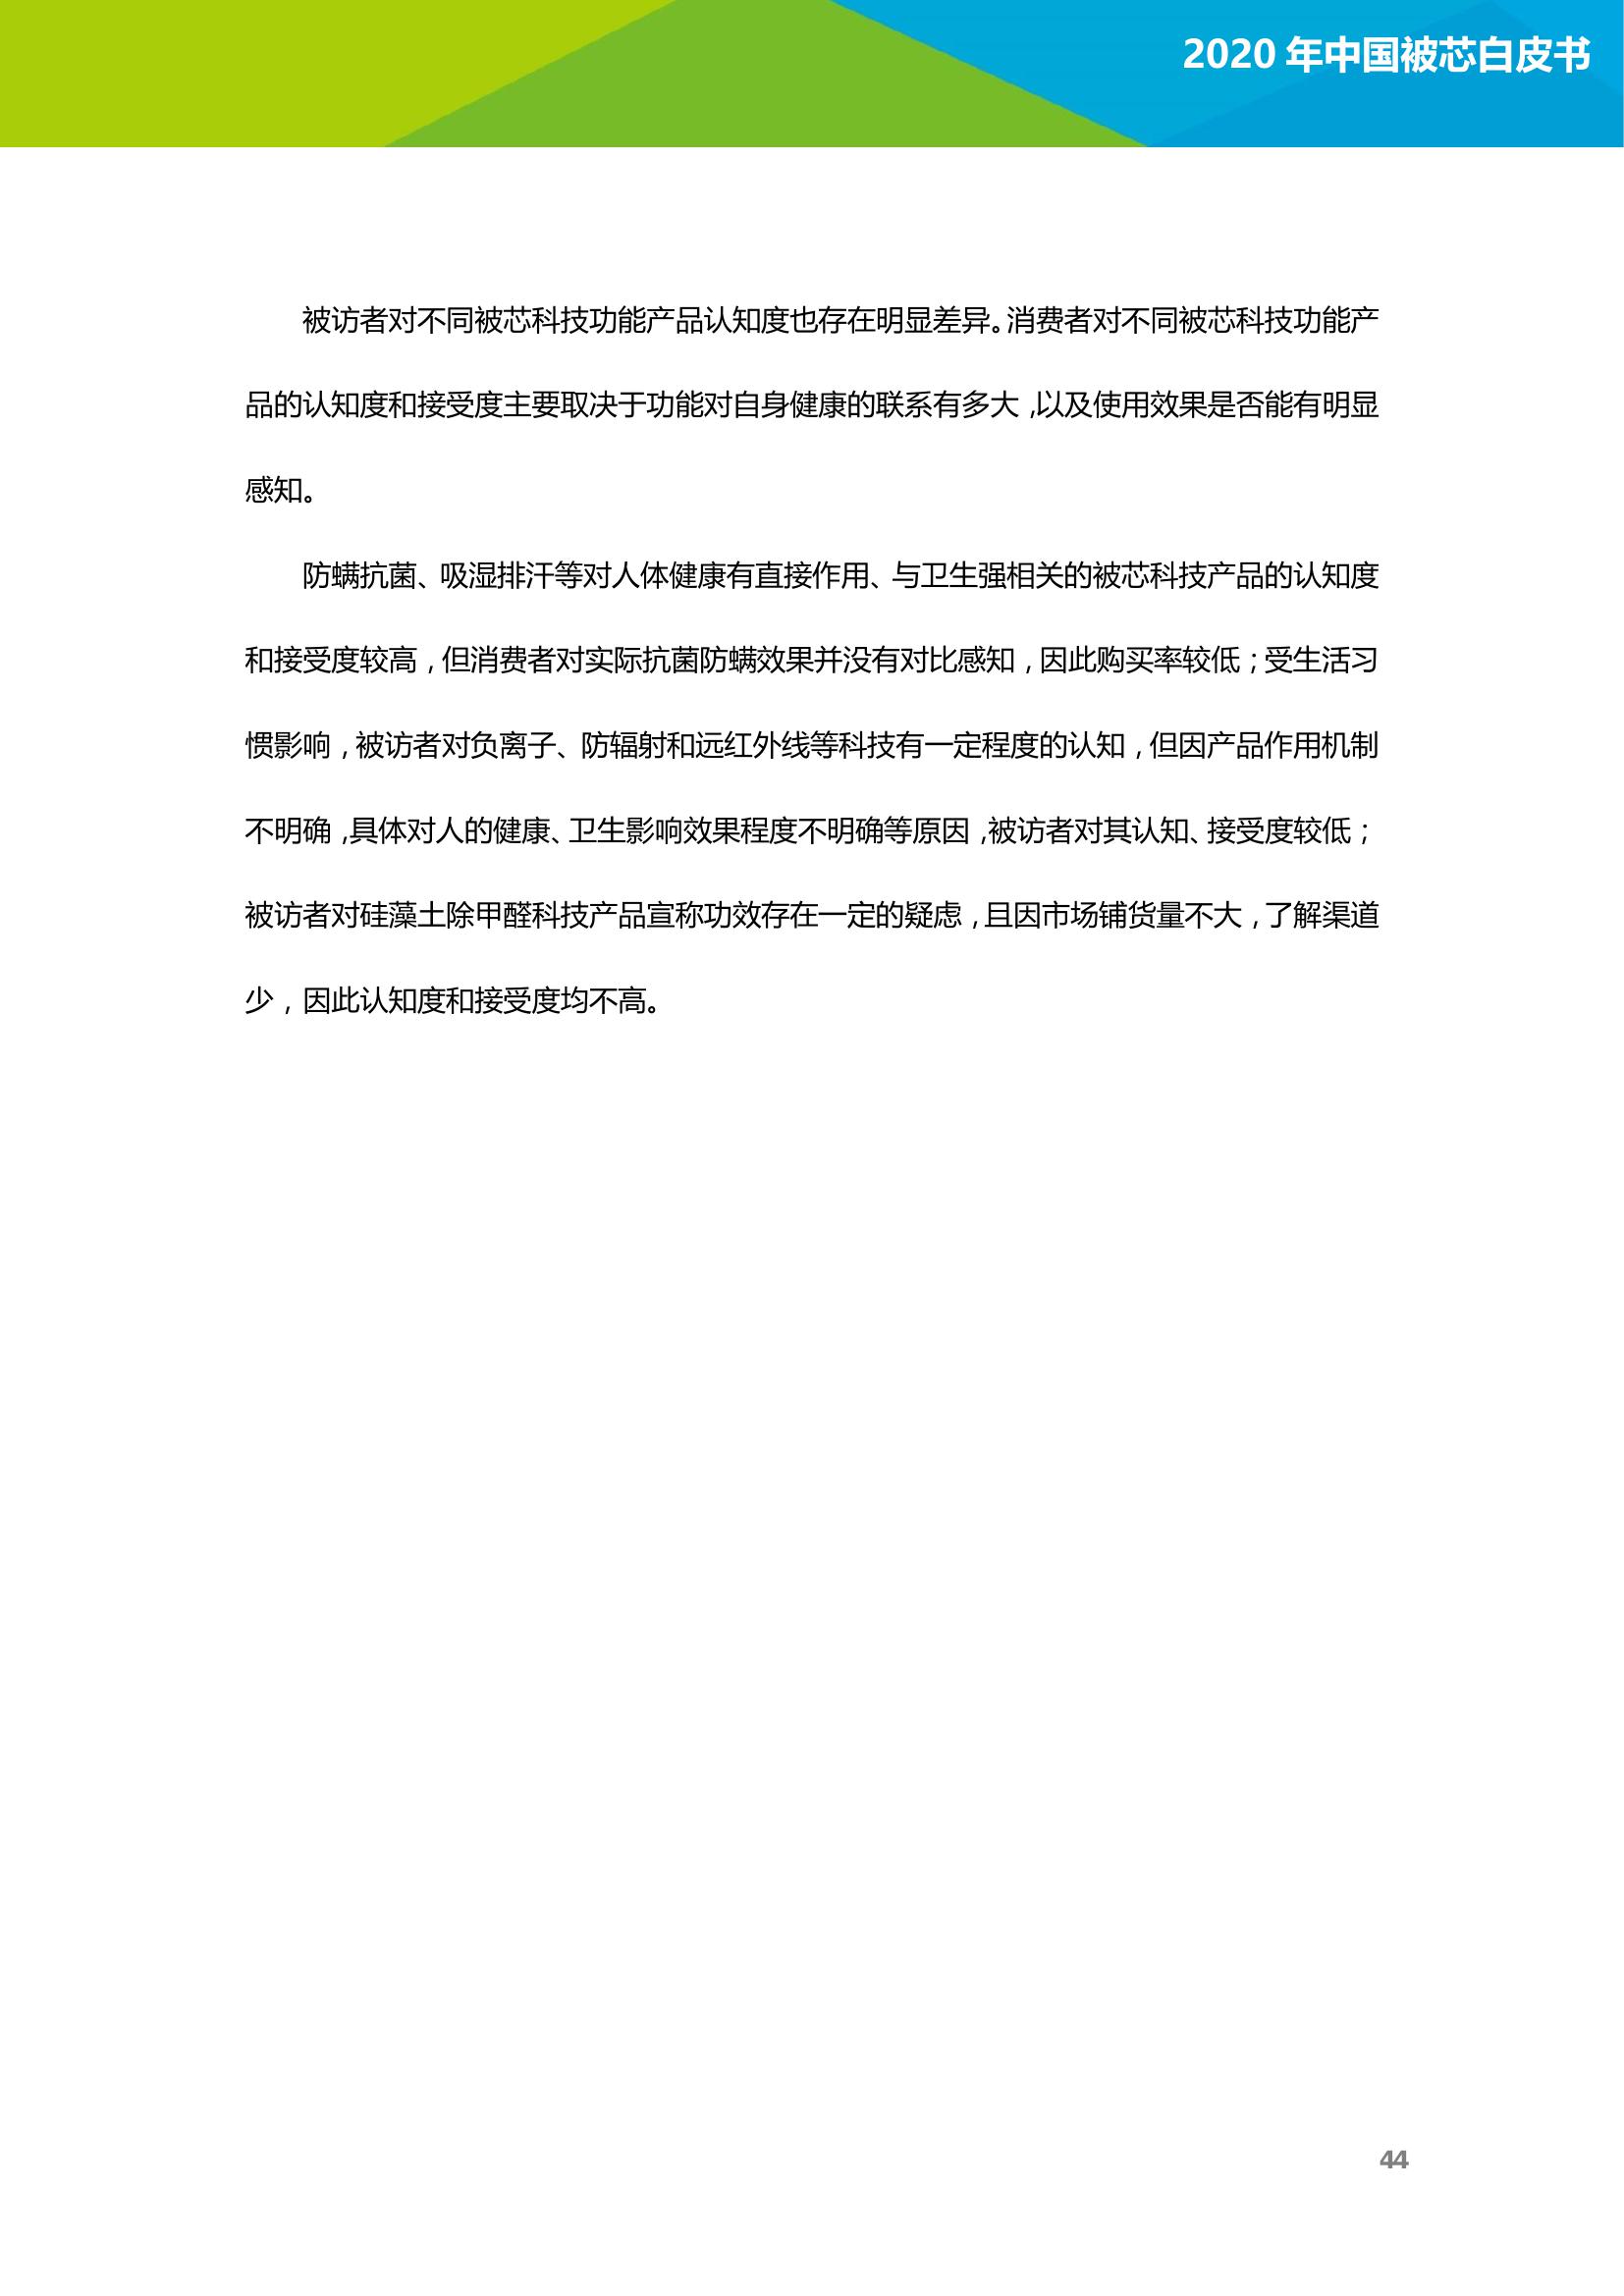 2020 年中国被芯白皮书
被访者对不同被芯科技功能产品认知度也存在明显差异。消费者对不同被芯科技功能产
品的认知度和接受度主要取决于功能对自身健康的联系有多大，以及使用效果是否能有明显
感知。
防螨抗菌、吸湿排汗等对人体健康有直接作用、与卫生强相关的被芯科技产品的认知度
和接受度较高，但消费者对实际抗菌防螨效果并没有对比感知，因此购买率较低；受生活习
惯影响，被访者对负离子、防辐射和远红外线等科技有一定程度的认知，但因产品作用机制
不明确，具体对人的健康、卫生影响效果程度不明确等原因，被访者对其认知、接受度较低；
被访者对硅藻土除甲醛科技产品宣称功效存在一定的疑虑，且因市场铺货量不大，了解渠道
少，因此认知度和接受度均不高。
44